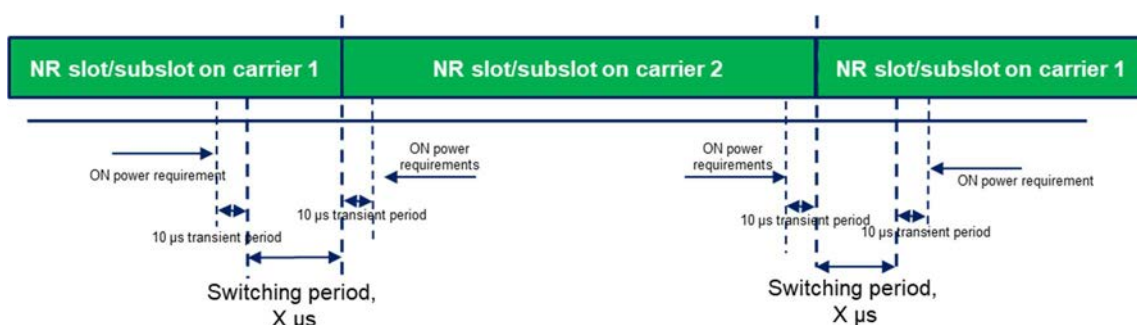 NR slot/subslot on carrier 1
NR slot/subslot on carrier 2
NR slot/subslot on carrier 1
ON power requirement
ON power
requirements
ON power
requirements
ON power requirement
10 µs transient period
10 µs transient period
10 µs transient period
10 µs transient period
Switching period,
X µs
Switching period,
X µs